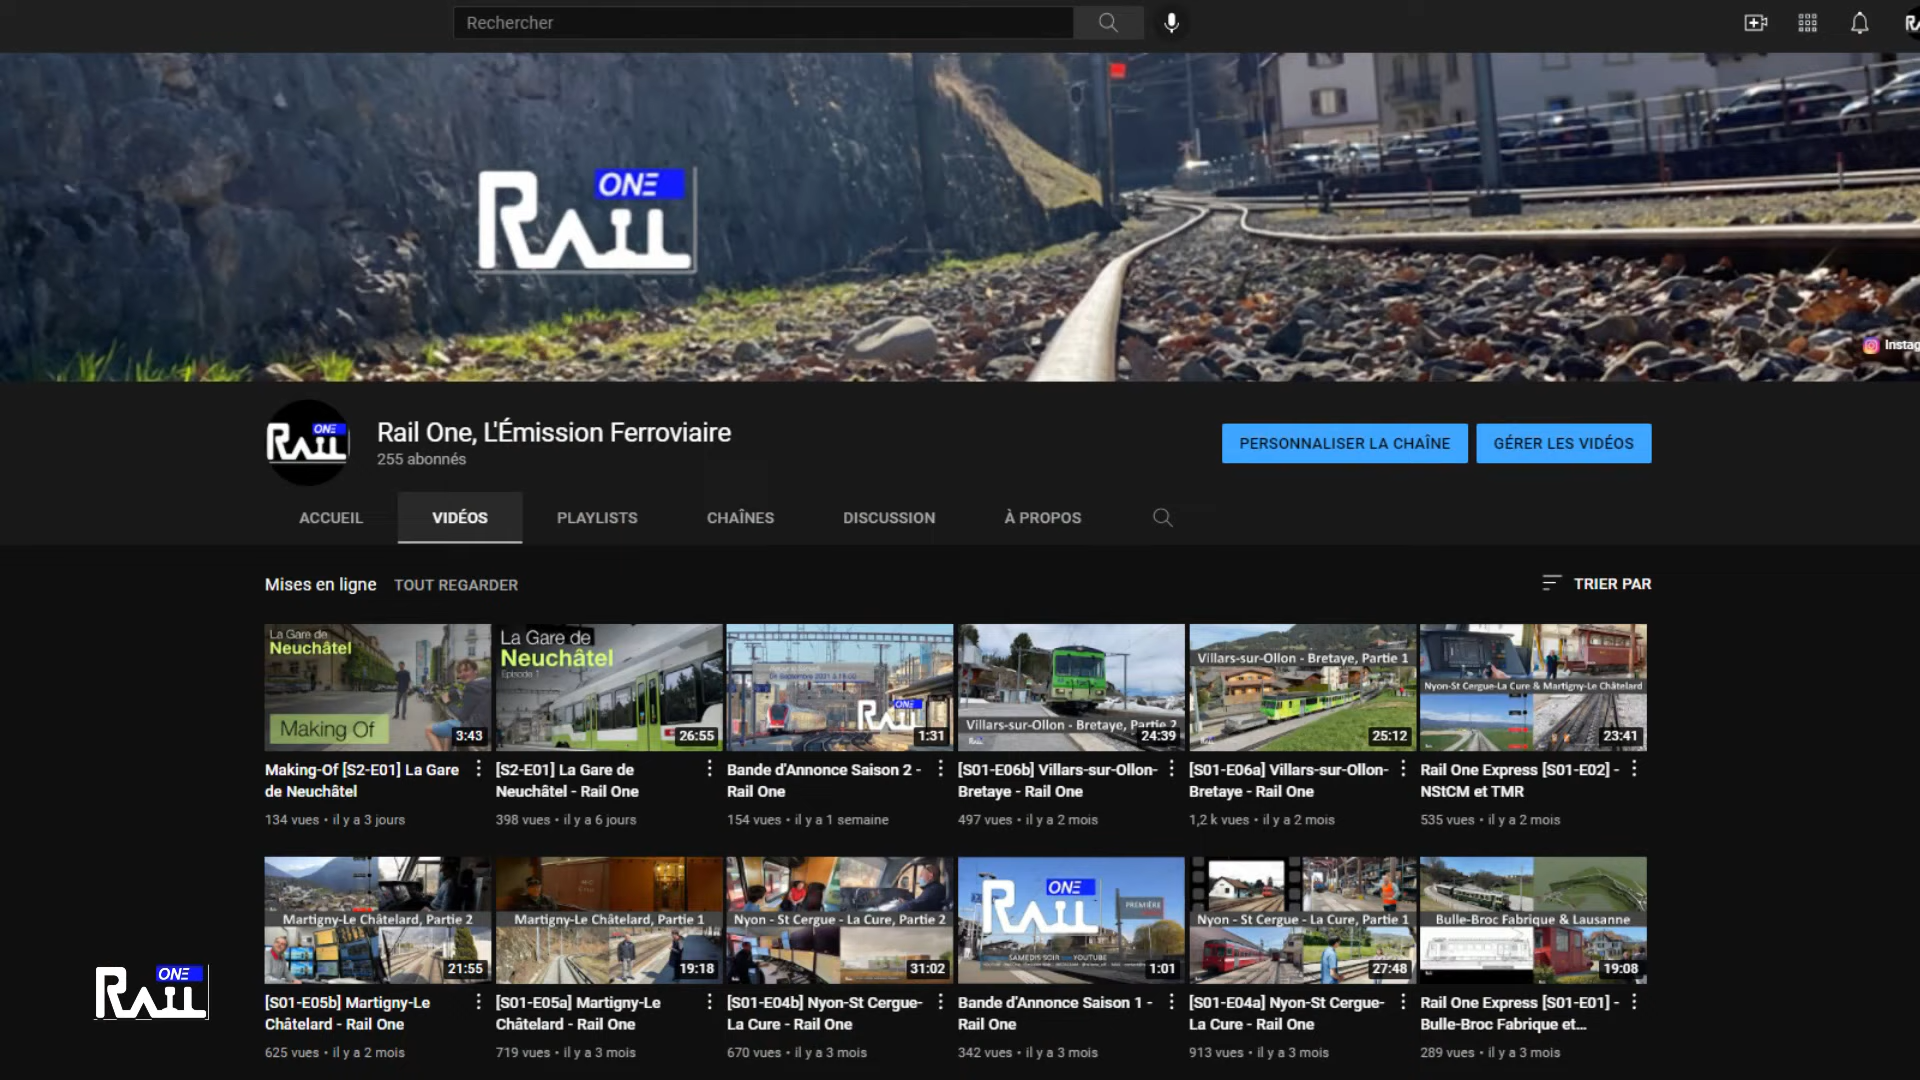 Rechercher
ONE
RAIL
Instag
ONE
RAIL
Rail One, L'Émission Ferroviaire
255 abonnés
PERSONNALISER LA CHAÎNE
GÉRER LES VIDÉOS
ACCUEIL
VIDÉOS
PLAYLISTS
CHAÎNES
DISCUSSION
À PROPOS
Mises en ligne
TOUT REGARDER
TRIER PAR
La Gare de
Neuchâtel
Making Of
3:43
La Gare de
Neuchâtel
Episode 1
26:55
ONE
RAIL
1:31
Villars-sur-Ollon - Bretaye, Partie 2
24:39
Villars-sur-Ollon - Bretaye, Partie 1
25:12
Nyon-St Cergue-La Cure & Martigny-Le Châtelard
23:41
Making-Of [S2-E01] La Gare
de Neuchâtel
134 vues • il y a 3 jours
[S2-E01] La Gare de
Neuchâtel - Rail One
398 vues • il y a 6 jours
Bande d'Annonce Saison 2 -
Rail One
154 vues • il y a 1 semaine
[S01-E06b] Villars-sur-Ollon-
Bretaye - Rail One
497 vues • il y a 2 mois
[S01-E06a] Villars-sur-Ollon-
Bretaye - Rail One
1,2 k vues • il y a 2 mois
Rail One Express [S01-E02] -
NStCM et TMR
535 vues • il y a 2 mois
Martigny-Le Châtelard, Partie 2
21:55
Martigny-Le Châtelard, Partie 1
19:18
Nyon - St Cergue - La Cure, Partie 2
31:02
ONE
RAIL
PREMIÈRE
SAMEDIS SOIR SUR YOUTUBE
1:01
Nyon - St Cergue - La Cure, Partie 1
27:48
Bulle-Broc Fabrique & Lausanne
19:08
[S01-E05b] Martigny-Le
Châtelard - Rail One
625 vues • il y a 2 mois
[S01-E05a] Martigny-Le
Châtelard - Rail One
719 vues • il y a 3 mois
[S01-E04b] Nyon-St Cergue-
La Cure - Rail One
670 vues • il y a 3 mois
Bande d'Annonce Saison 1 -
Rail One
342 vues • il y a 3 mois
[S01-E04a] Nyon-St Cergue-
La Cure - Rail One
913 vues • il y a 3 mois
Rail One Express [S01-E01] -
Bulle-Broc Fabrique et...
289 vues • il y a 3 mois
ONE
RAIL